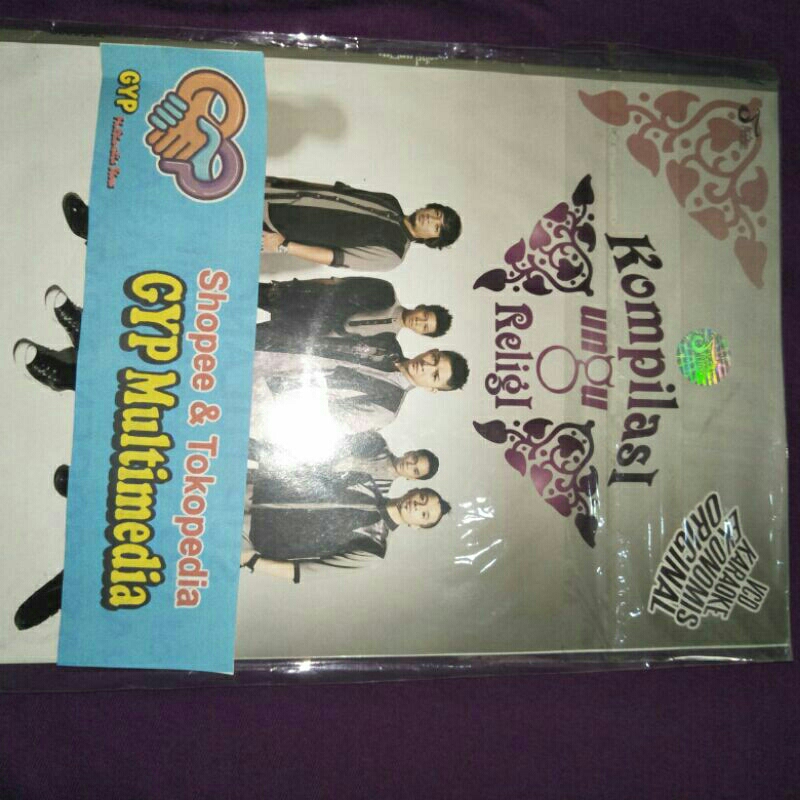 Kompilasi
ungu
Religi
VCD
KARAOKE
EKONOMIS
ORIGINAL
GYP
Shopee & Tokopedia
GYP Multimedia